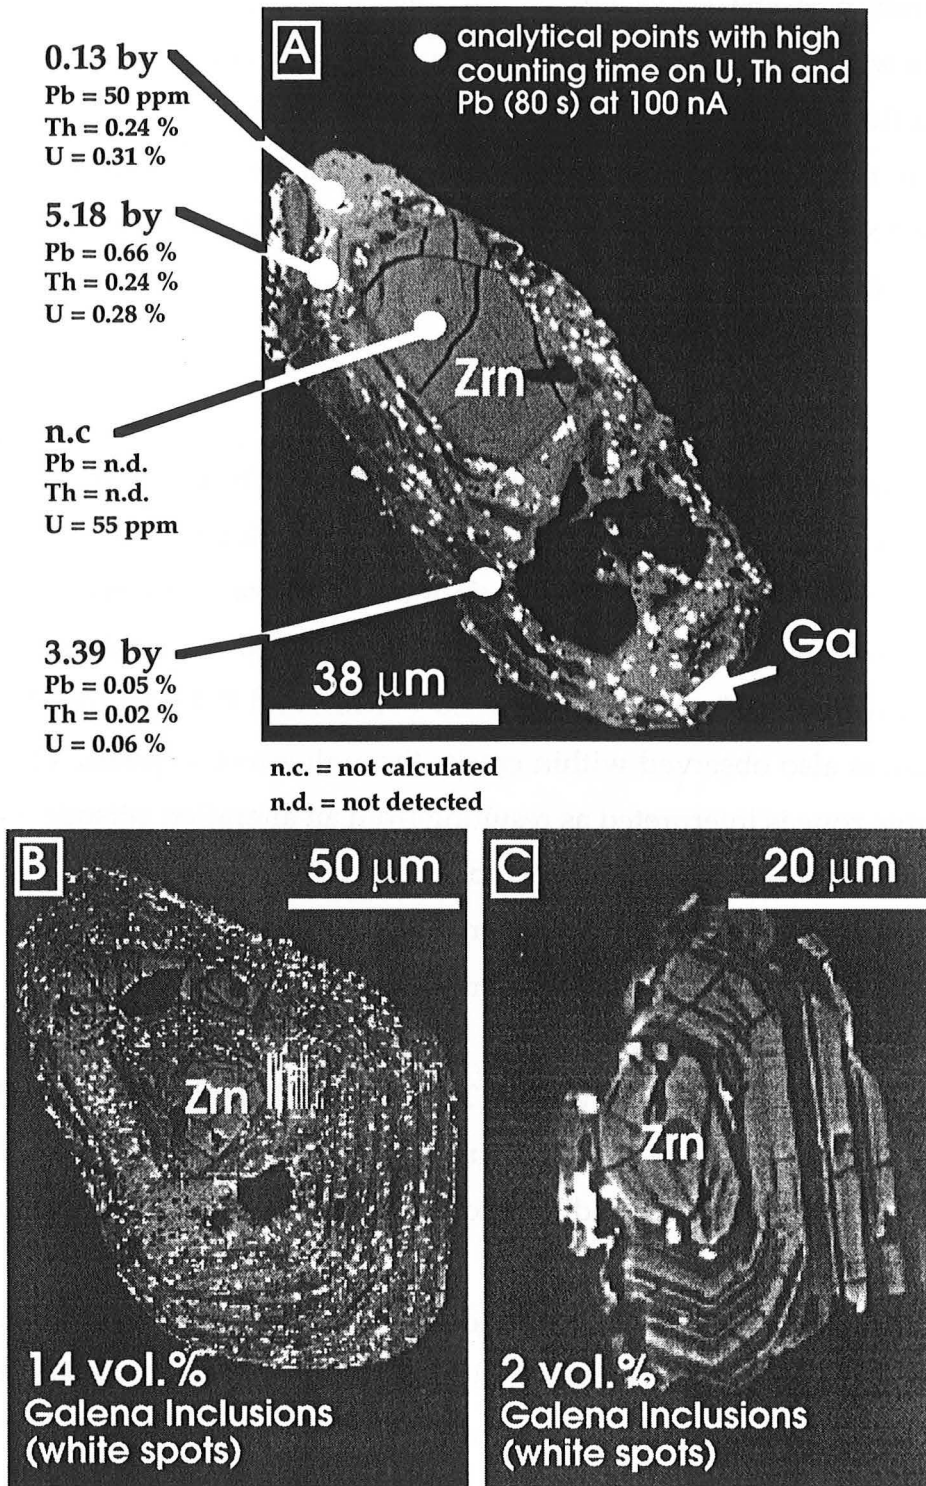 A
analytical points with high
counting time on U, Th and
Pb (80 s) at 100 nA
0.13 by
Pb = 50 ppm
Th = 0.24 %
U = 0.31 %
5.18 by
Pb = 0.66 %
Th = 0.24 %
U = 0.28 %
n.c
Pb = n.d.
Th = n.d.
U = 55 ppm
3.39 by
Pb = 0.05 %
Th = 0.02 %
U = 0.06 %
Zrn
Ga
38 μm
n.c. = not calculated
n.d. = not detected
B
50 μm
Zrn
14 vol.%
Galena Inclusions
(white spots)
C
20 μm
Zrn
2 vol.%
Galena Inclusions
(white spots)